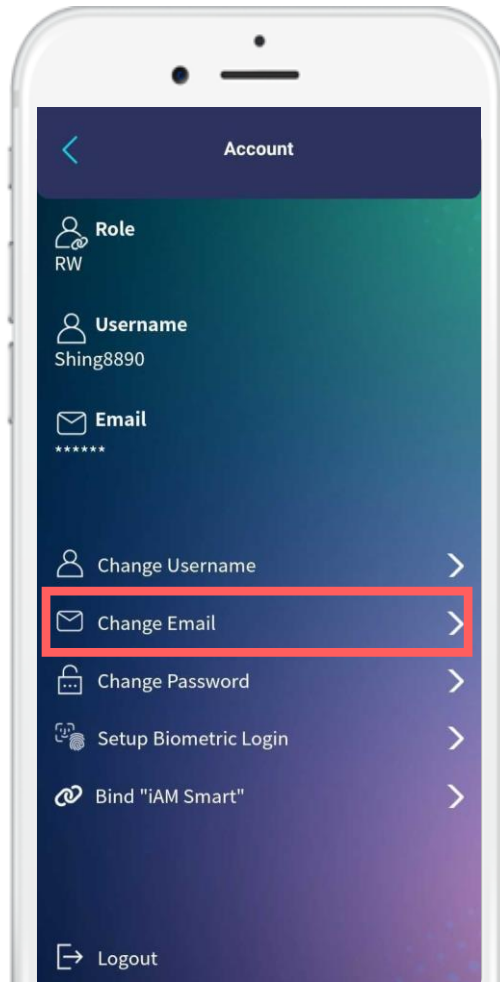 Account
Role
RW
Username
Shing8890
Email
******
Change Username
Change Email
Change Password
Setup Biometric Login
Bind "iAM Smart"
Logout